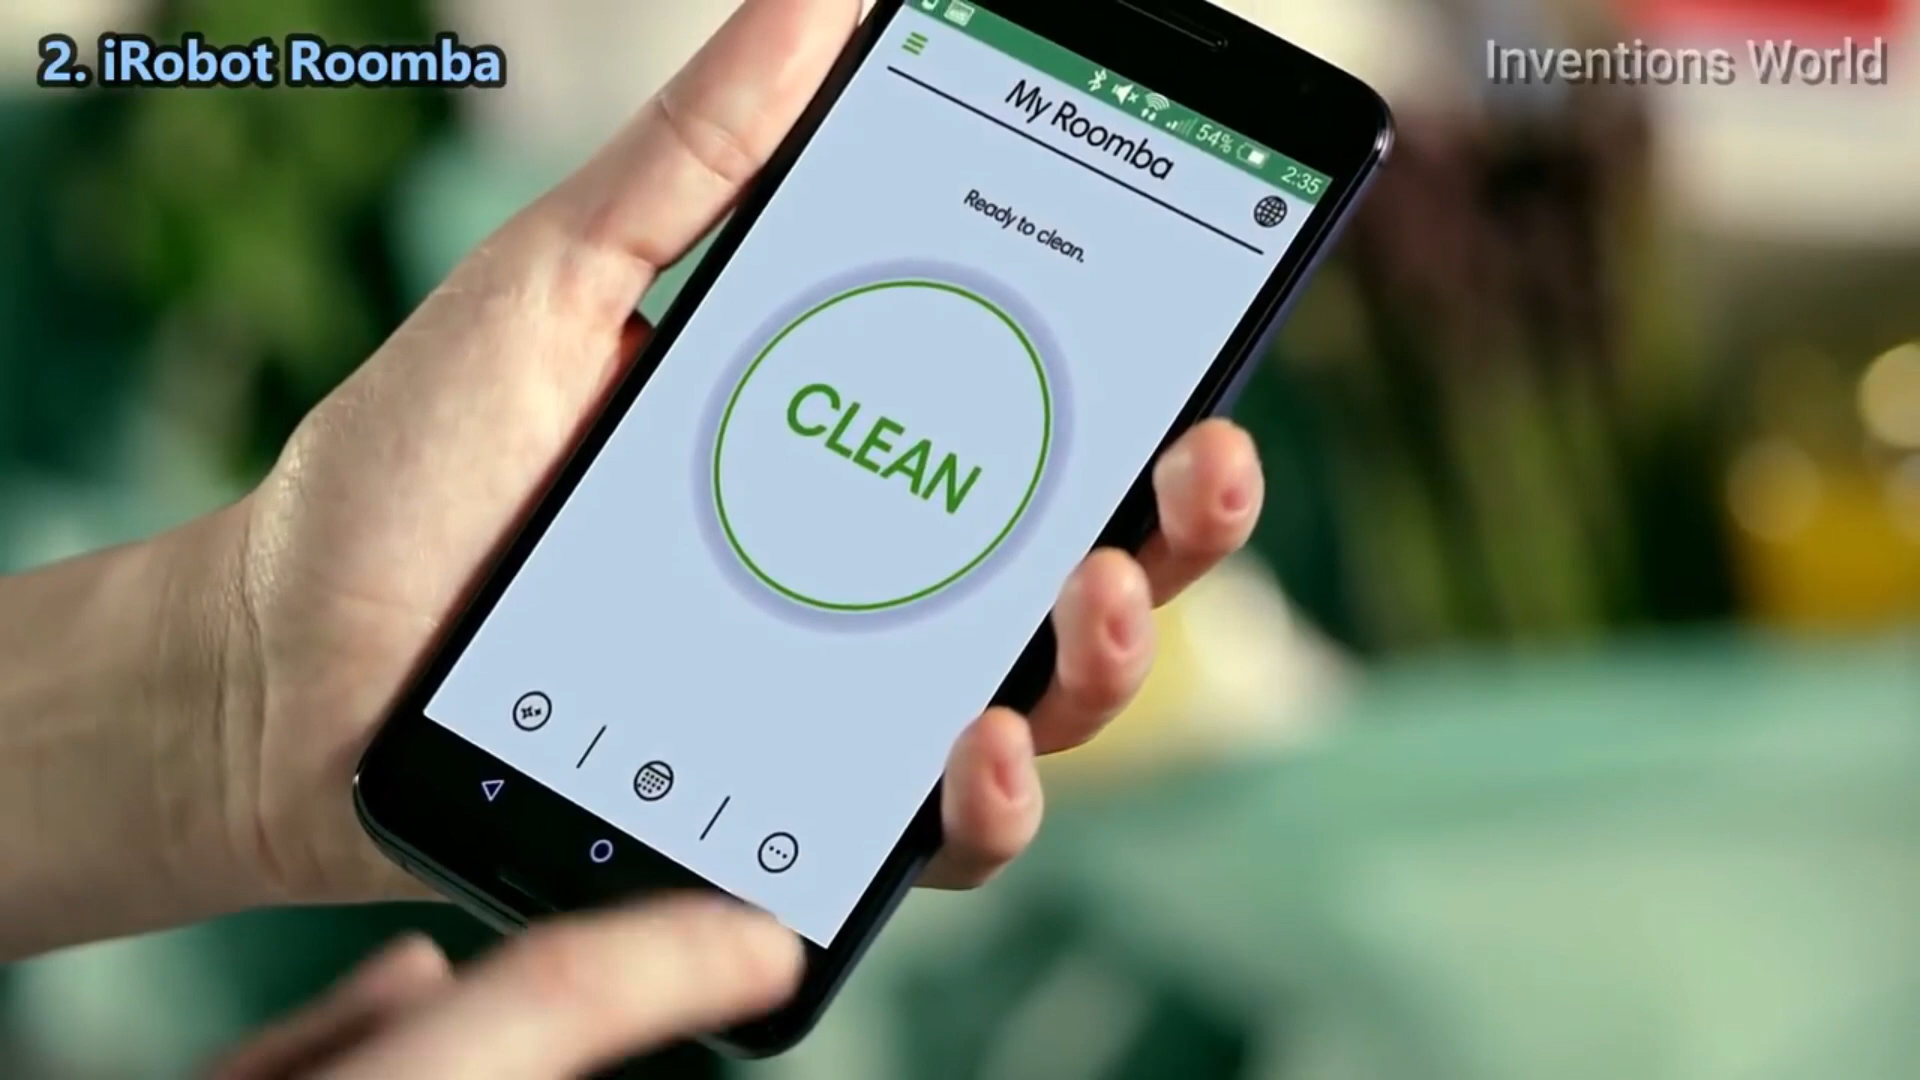 2. iRobot Roomba
Inventions World
54% 2:35
My Roomba
Ready to clean.
CLEAN